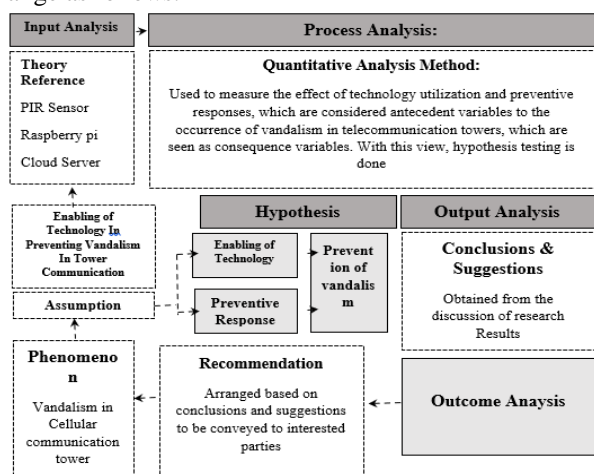 Input Analysis
Process Analysis:
Theory
Reference
PIR Sensor
Raspberry pi
Cloud Server
Quantitative Analysis Method:
Used to measure the effect of technology utilization and preventive
responses, which are considered antecedent variables to the
occurrence of vandalism in telecommunication towers, which are
seen as consequence variables. With this view, hypothesis testing is
done
Enabling of
Technology In
Preventing Vandalism
In Tower
Communication
Assumption
Hypothesis
Enabling of
Technology
Preventive
Response
Prevent
ion of
vandalis
m
Output Analysis
Conclusions &
Suggestions
Obtained from the
discussion of research
Results
Phenomeno
n
Vandalism in
Cellular
communication
tower
Recommendation
Arranged based on
conclusions and suggestions
to be conveyed to interested
parties
Outcome Anaysis